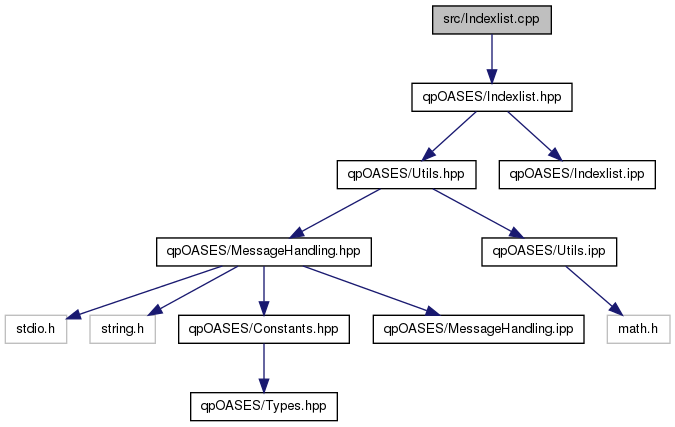 src/Indexlist.cpp
qpOASES/Indexlist.hpp
qpOASES/Utils.hpp
qpOASES/Indexlist.ipp
qpOASES/MessageHandling.hpp
qpOASES/Utils.ipp
stdio.h
string.h
qpOASES/Constants.hpp
qpOASES/MessageHandling.ipp
math.h
qpOASES/Types.hpp